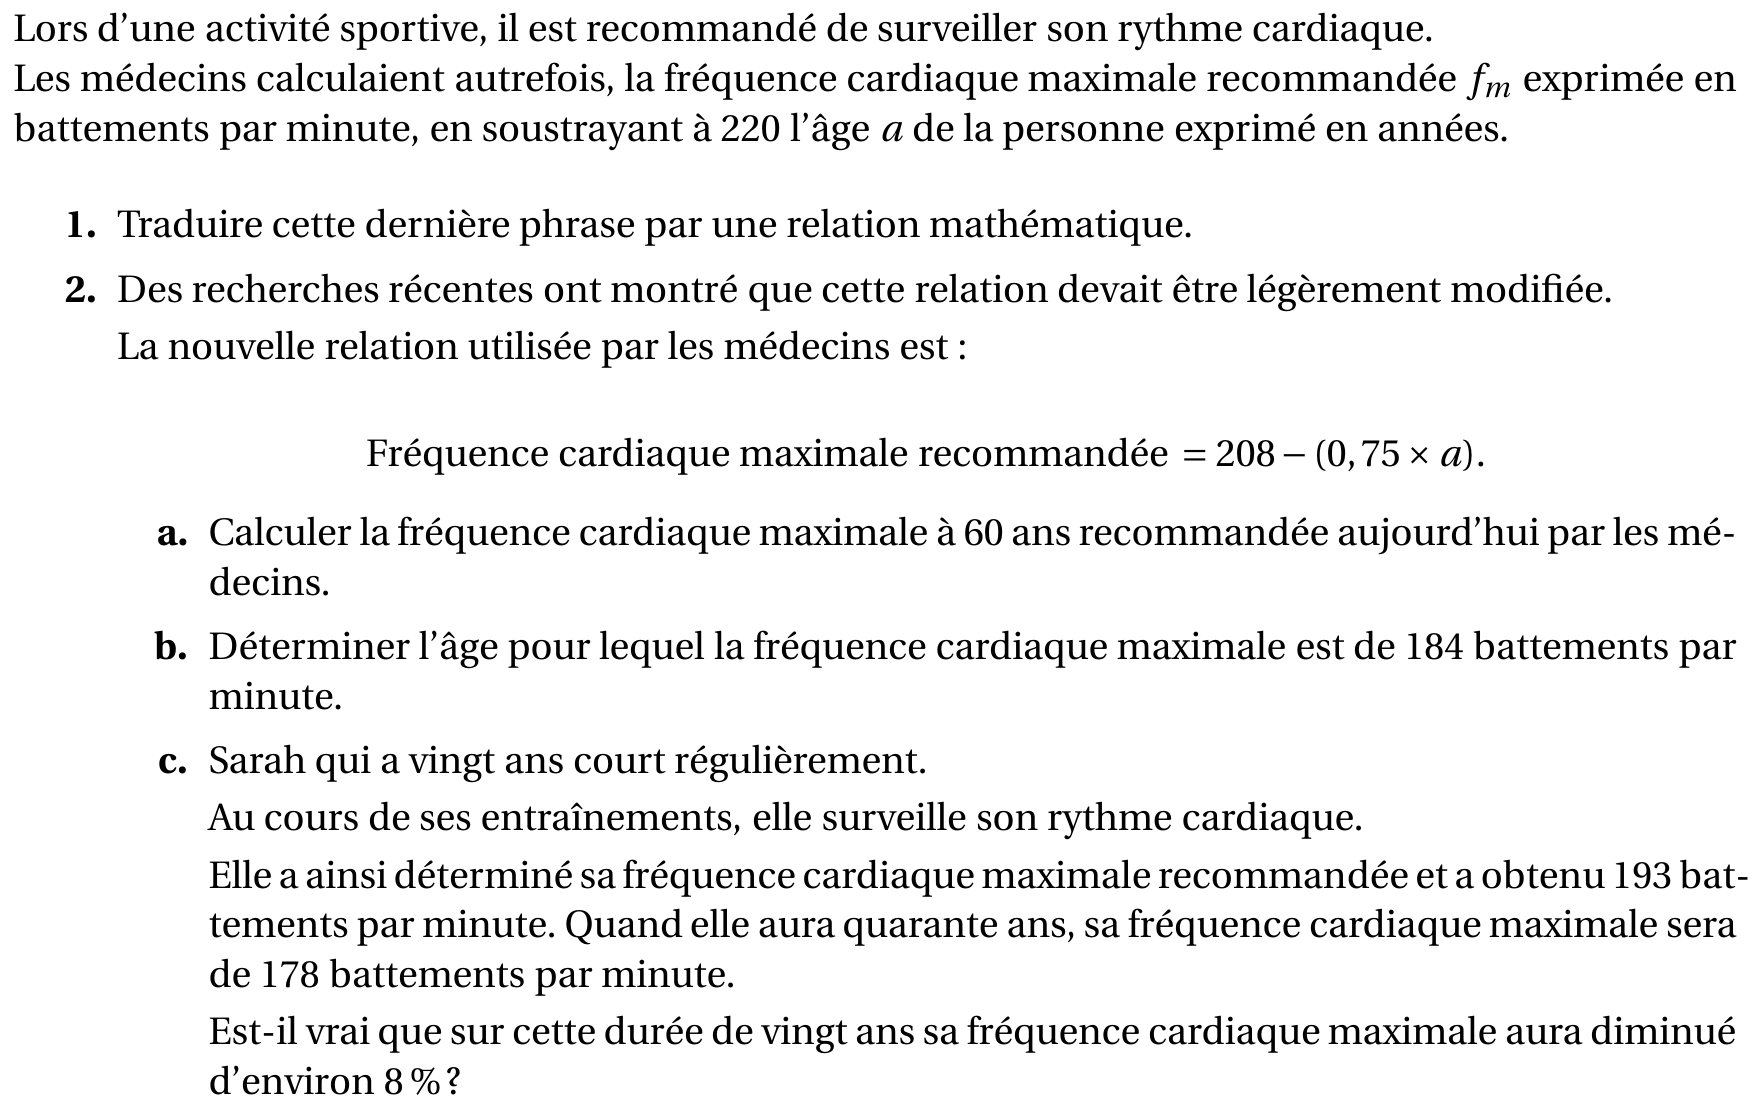 Lors d’une activité sportive, il est recommandé de surveiller son rythme cardiaque.
Les médecins calculaient autrefois, la fréquence cardiaque maximale recommandée fm exprimée en
battements par minute, en soustrayant à 220 l’âge a de la personne exprimé en années.
1. Traduire cette dernière phrase par une relation mathématique.
2. Des recherches récentes ont montré que cette relation devait être légèrement modifiée.
La nouvelle relation utilisée par les médecins est :
Fréquence cardiaque maximale recommandée = 208 – (0,75 × a).
a. Calculer la fréquence cardiaque maximale à 60 ans recommandée aujourd’hui par les mé-
decins.
b. Déterminer l’âge pour lequel la fréquence cardiaque maximale est de 184 battements par
minute.
c. Sarah qui a vingt ans court régulièrement.
Au cours de ses entraînements, elle surveille son rythme cardiaque.
Elle a ainsi déterminé sa fréquence cardiaque maximale recommandée et a obtenu 193 bat-
tements par minute. Quand elle aura quarante ans, sa fréquence cardiaque maximale sera
de 178 battements par minute.
Est-il vrai que sur cette durée de vingt ans sa fréquence cardiaque maximale aura diminué
d’environ 8 % ?